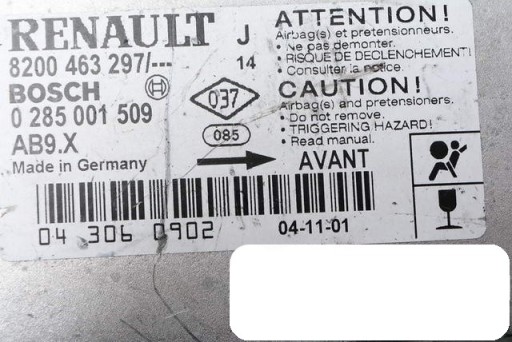 RENAULT J
8200 463 297/--- 14
BOSCH
0 285 001 509
AB9.X
Made in Germany
037
085
AVANT
ATTENTION!
Airbag(s) et pretensionneurs.
• Ne pas demonter.
• RISQUE DE DECLENCHEMENT!
• Consulter la notice.
CAUTION!
Airbag(s) and pretensioners.
• Do not remove.
• TRIGGERING HAZARD!
• Read manual.
04 306 0902
04-11-01